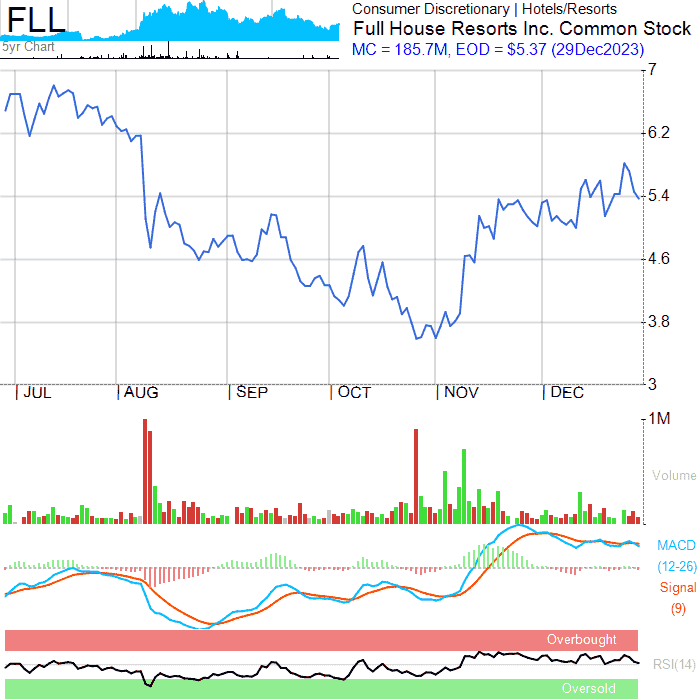 FLL
5yr Chart
Consumer Discretionary | Hotels/Resorts
Full House Resorts Inc. Common Stock
MC = 185.7M, EOD = $5.37 (29Dec2023)
7
6.2
5.4
4.6
3.8
3
JUL AUG SEP OCT NOV DEC
1M
Volume
MACD
(12-26)
Signal
(9)
Overbought
RSI(14)
Oversold